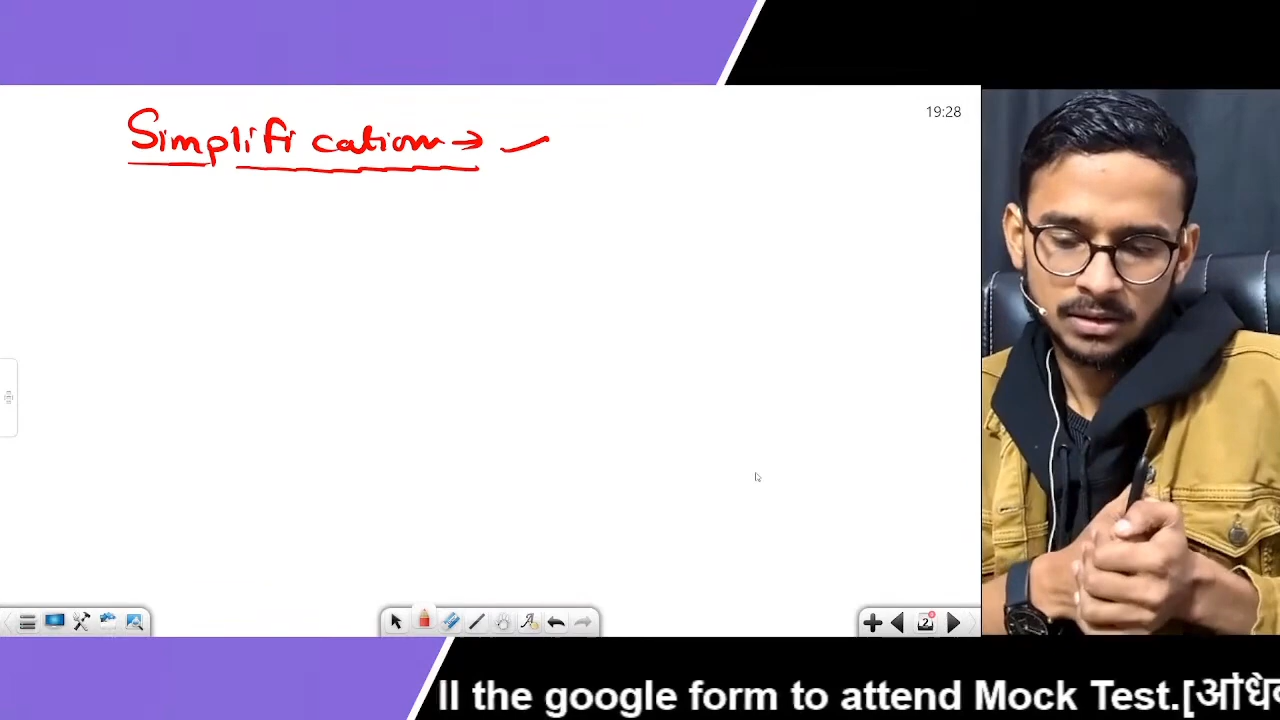 Simplification →
19:28
2
ll the google form to attend Mock Test.[